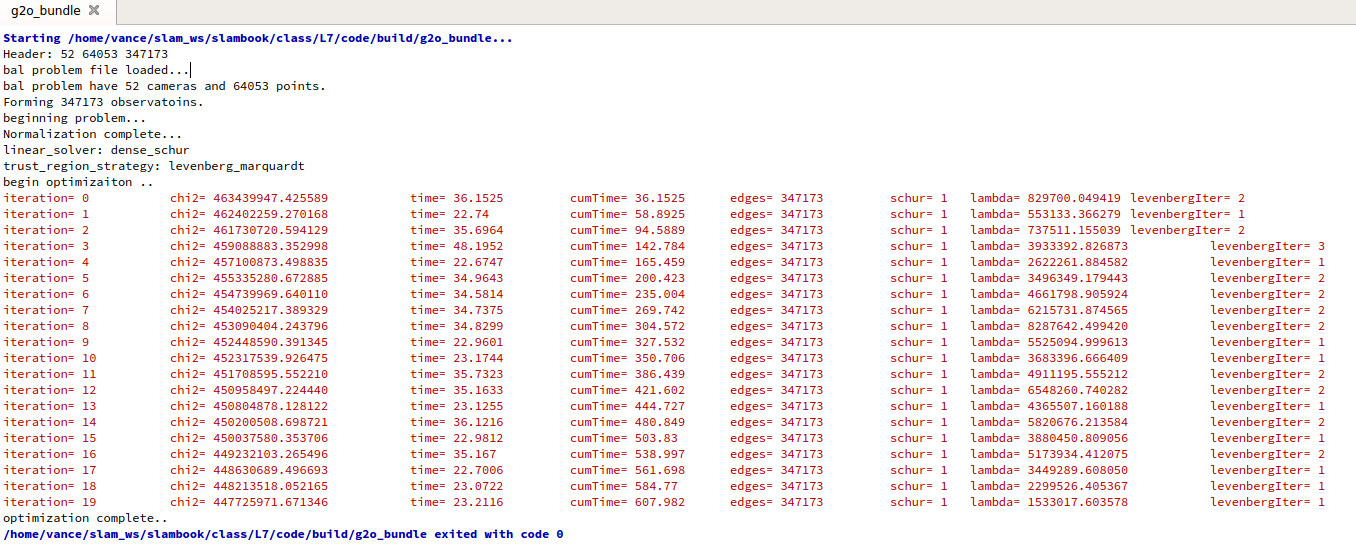 g2o_bundle
Starting /home/vance/slam_ws/slambook/class/L7/code/build/g2o_bundle...
Header: 52 64053 347173
bal problem file loaded...
bal problem have 52 cameras and 64053 points.
Forming 347173 observatoins.
beginning problem...
Normalization complete...
linear_solver: dense_schur
trust_region_strategy: levenberg_marquardt
begin optimizaiton ..
iteration= 0 chi2= 463439947.425589 time= 36.1525 cumTime= 36.1525 edges= 347173 schur= 1 lambda= 829700.049419 levenbergIter= 2
iteration= 1 chi2= 462402259.270168 time= 22.74 cumTime= 58.8925 edges= 347173 schur= 1 lambda= 553133.366279 levenbergIter= 1
iteration= 2 chi2= 461730720.594129 time= 35.6964 cumTime= 94.5889 edges= 347173 schur= 1 lambda= 737511.155039 levenbergIter= 2
iteration= 3 chi2= 459088883.352998 time= 48.1952 cumTime= 142.784 edges= 347173 schur= 1 lambda= 3933392.826873 levenbergIter= 3
iteration= 4 chi2= 457100873.498835 time= 22.6747 cumTime= 165.459 edges= 347173 schur= 1 lambda= 2622261.884582 levenbergIter= 1
iteration= 5 chi2= 455335280.672885 time= 34.9643 cumTime= 200.423 edges= 347173 schur= 1 lambda= 3496349.179443 levenbergIter= 2
iteration= 6 chi2= 454739969.640110 time= 34.5814 cumTime= 235.004 edges= 347173 schur= 1 lambda= 4661798.905924 levenbergIter= 2
iteration= 7 chi2= 454025217.389329 time= 34.7375 cumTime= 269.742 edges= 347173 schur= 1 lambda= 6215731.874565 levenbergIter= 2
iteration= 8 chi2= 453090404.243796 time= 34.8299 cumTime= 304.572 edges= 347173 schur= 1 lambda= 8287642.499420 levenbergIter= 2
iteration= 9 chi2= 452448590.391345 time= 22.9601 cumTime= 327.532 edges= 347173 schur= 1 lambda= 5525094.999613 levenbergIter= 1
iteration= 10 chi2= 452317539.926475 time= 23.1744 cumTime= 350.706 edges= 347173 schur= 1 lambda= 3683396.666409 levenbergIter= 1
iteration= 11 chi2= 451708595.552210 time= 35.7323 cumTime= 386.439 edges= 347173 schur= 1 lambda= 4911195.555212 levenbergIter= 2
iteration= 12 chi2= 450958497.224440 time= 35.1633 cumTime= 421.602 edges= 347173 schur= 1 lambda= 6548260.740282 levenbergIter= 2
iteration= 13 chi2= 450804878.128122 time= 23.1255 cumTime= 444.727 edges= 347173 schur= 1 lambda= 4365507.160188 levenbergIter= 1
iteration= 14 chi2= 450200508.698721 time= 36.1216 cumTime= 480.849 edges= 347173 schur= 1 lambda= 5820676.213584 levenbergIter= 2
iteration= 15 chi2= 450037580.353706 time= 22.9812 cumTime= 503.83 edges= 347173 schur= 1 lambda= 3880450.809056 levenbergIter= 1
iteration= 16 chi2= 449232103.265496 time= 35.167 cumTime= 538.997 edges= 347173 schur= 1 lambda= 5173934.412075 levenbergIter= 2
iteration= 17 chi2= 448630689.496693 time= 22.7006 cumTime= 561.698 edges= 347173 schur= 1 lambda= 3449289.608050 levenbergIter= 1
iteration= 18 chi2= 448213518.052165 time= 23.0722 cumTime= 584.77 edges= 347173 schur= 1 lambda= 2299526.405367 levenbergIter= 1
iteration= 19 chi2= 447725971.671346 time= 23.2116 cumTime= 607.982 edges= 347173 schur= 1 lambda= 1533017.603578 levenbergIter= 1
optimization complete..
/home/vance/slam_ws/slambook/class/L7/code/build/g2o_bundle exited with code 0